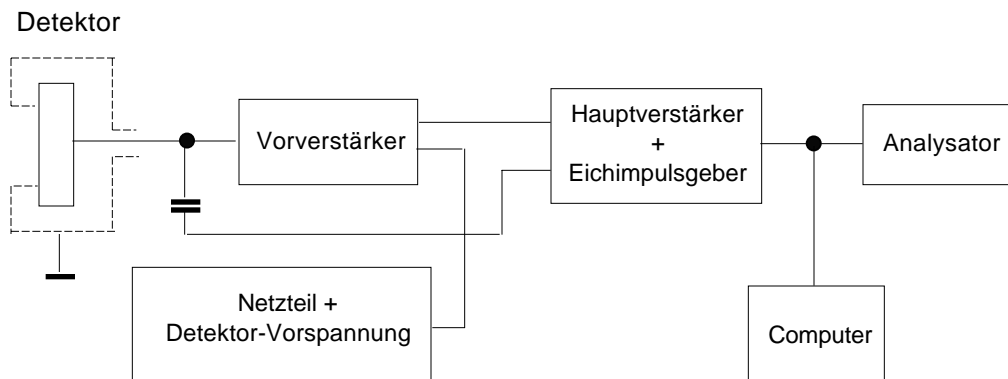 Detektor
Vorverstärker
Hauptverstärker
+
Eichimpulsgeber
Analysator
Netzteil +
Detektor-Vorspannung
Computer